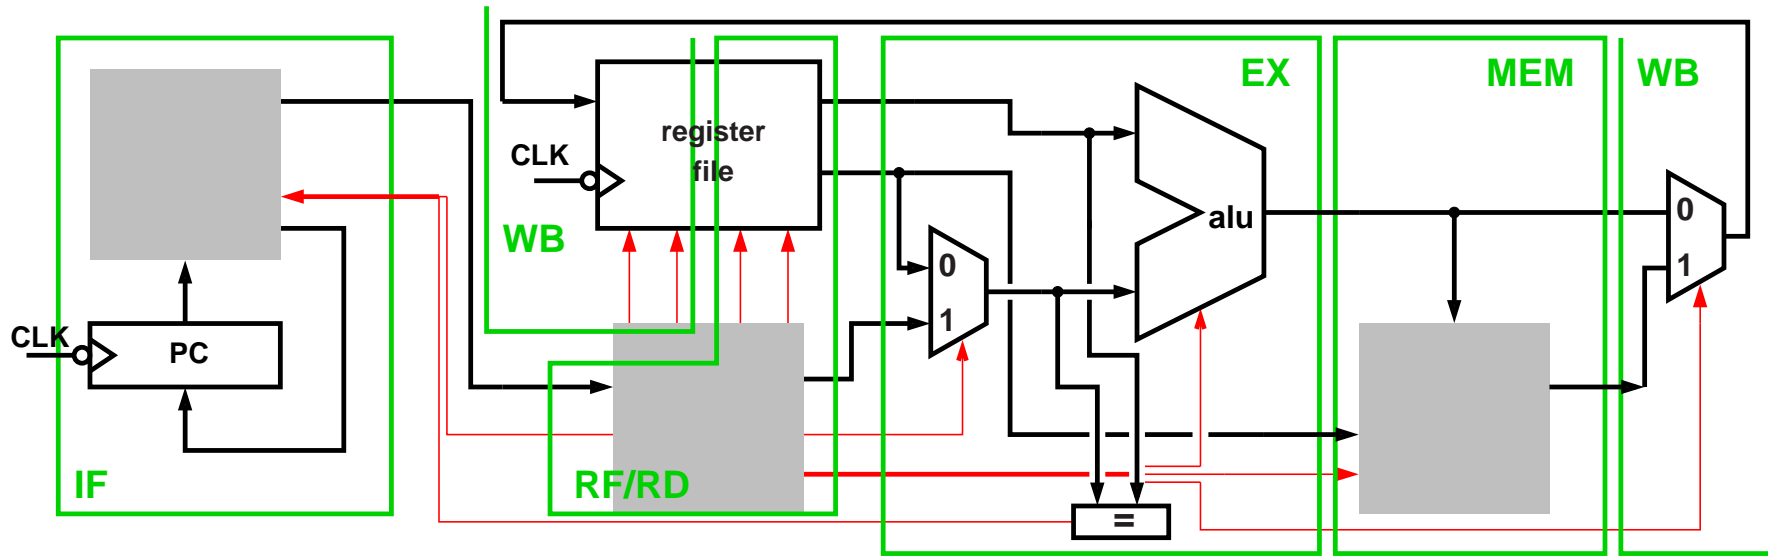 EX
MEM
WB
register
file
CLK
WB
alu
0
1
0
1
CLK
PC
IF
RF/RD
=